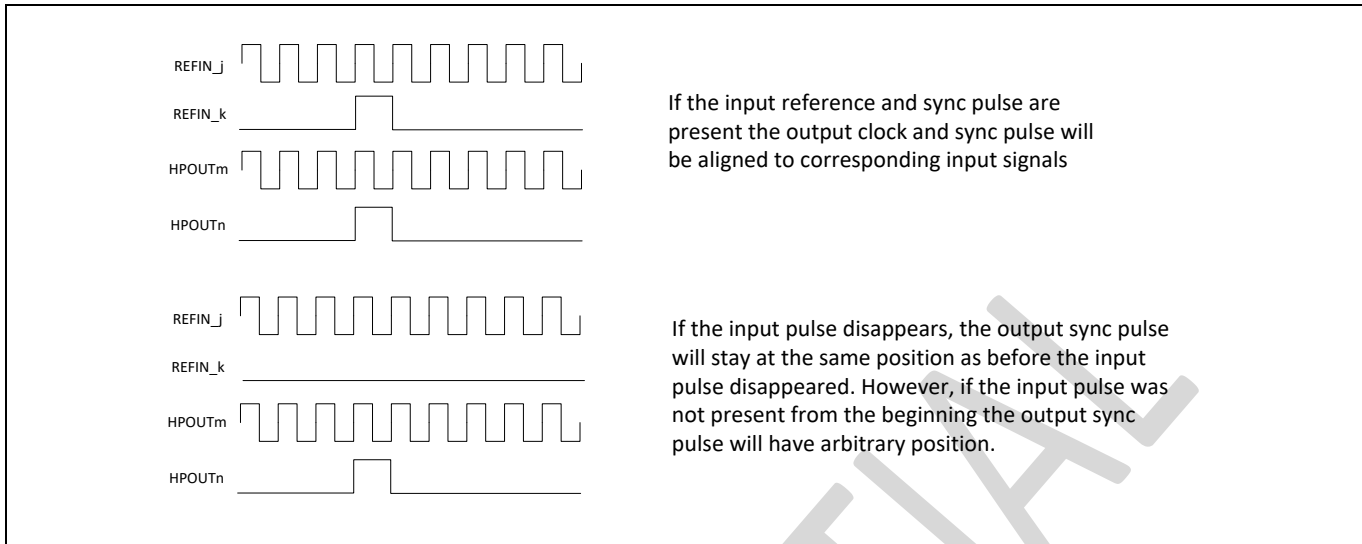 REFIN_j
REFIN_k
HPOUTm
HPOUTn
If the input reference and sync pulse are
present the output clock and sync pulse will
be aligned to corresponding input signals
REFIN_j
REFIN_k
HPOUTm
HPOUTn
If the input pulse disappears, the output sync pulse
will stay at the same position as before the input
pulse disappeared. However, if the input pulse was
not present from the beginning the output sync
pulse will have arbitrary position.
TIAL